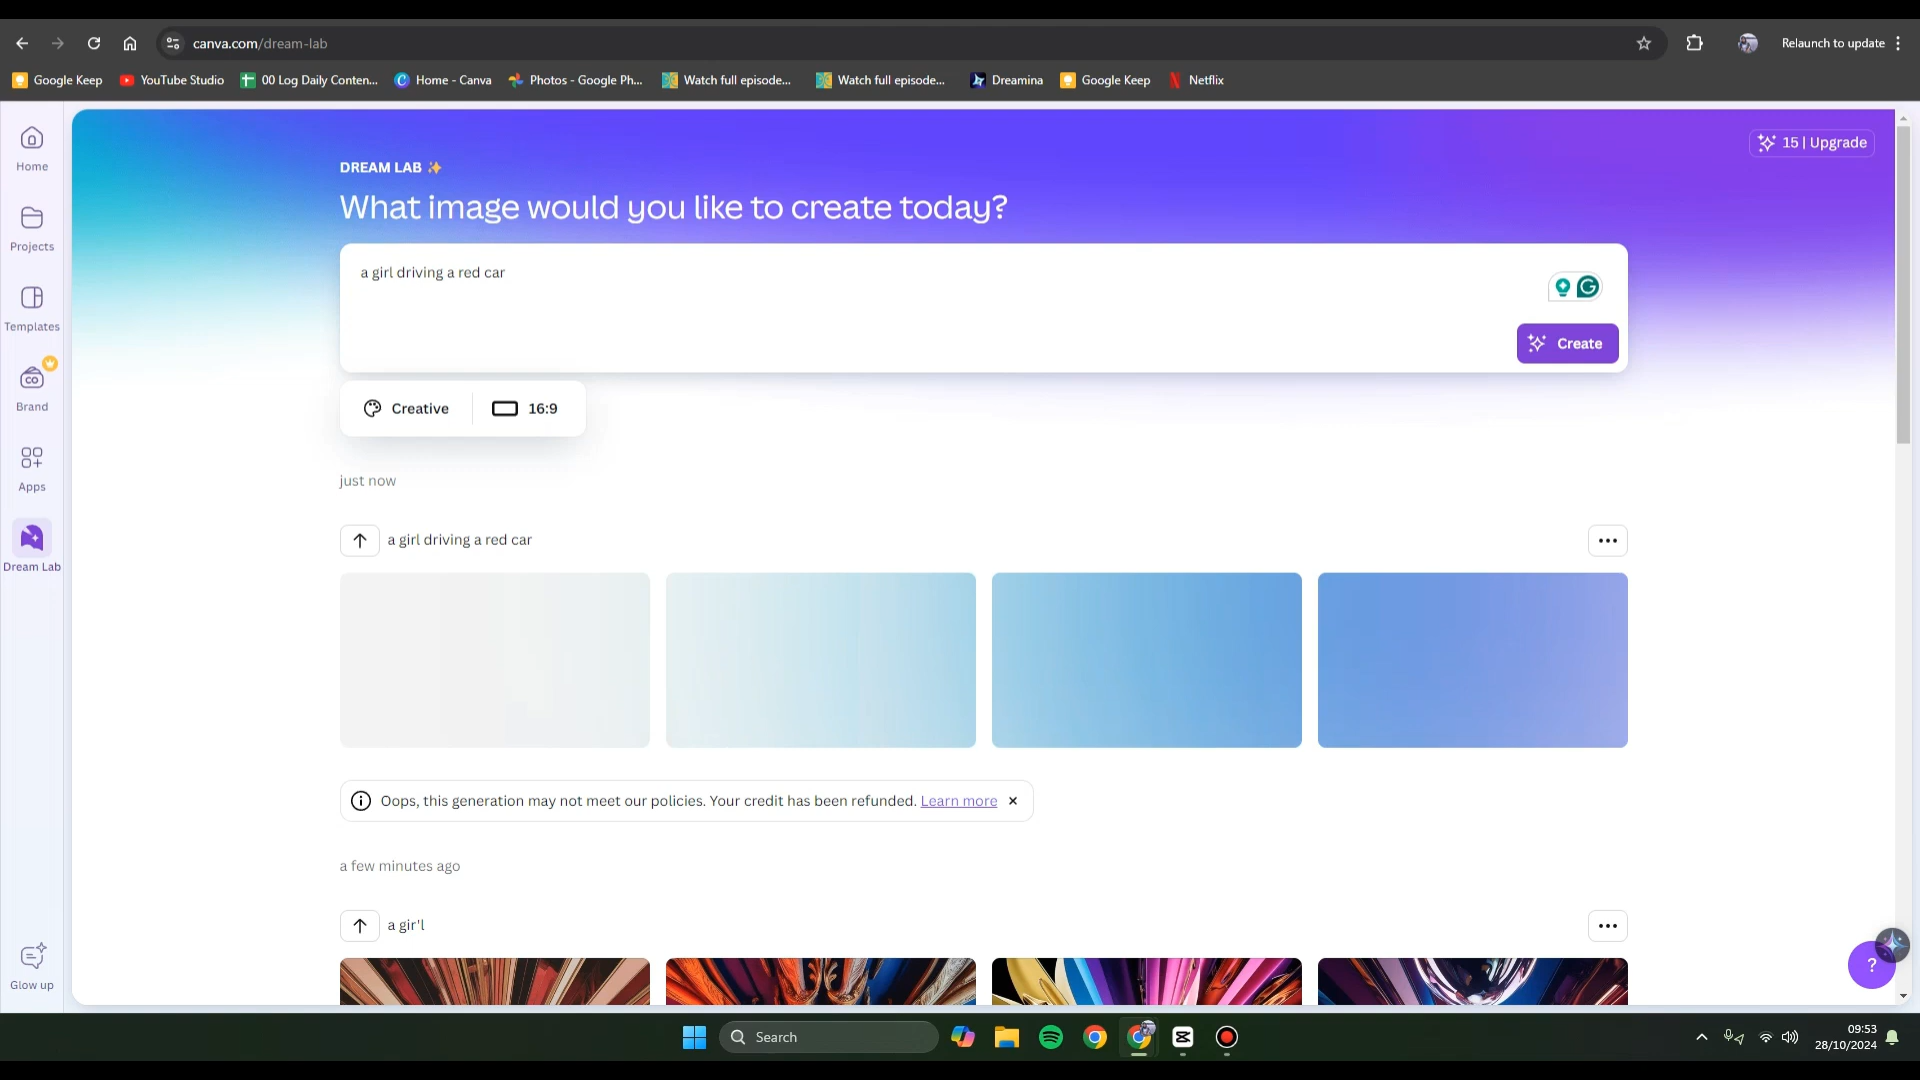 canva.com/dream-lab
Relaunch to update
Google Keep
YouTube Studio
00 Log Daily Conten...
Home - Canva
Photos - Google Ph...
Watch full episode...
Watch full episode...
Dreamina
Google Keep
Netflix
Home
Projects
Templates
Brand
Apps
Dream Lab
Glow up
15 | Upgrade
DREAM LAB ✨
What image would you like to create today?
a girl driving a red car
Create
Creative
16:9
just now
a girl driving a red car
Oops, this generation may not meet our policies. Your credit has been refunded. Learn more
a few minutes ago
a gir'l
?
Search
09:53
28/10/2024